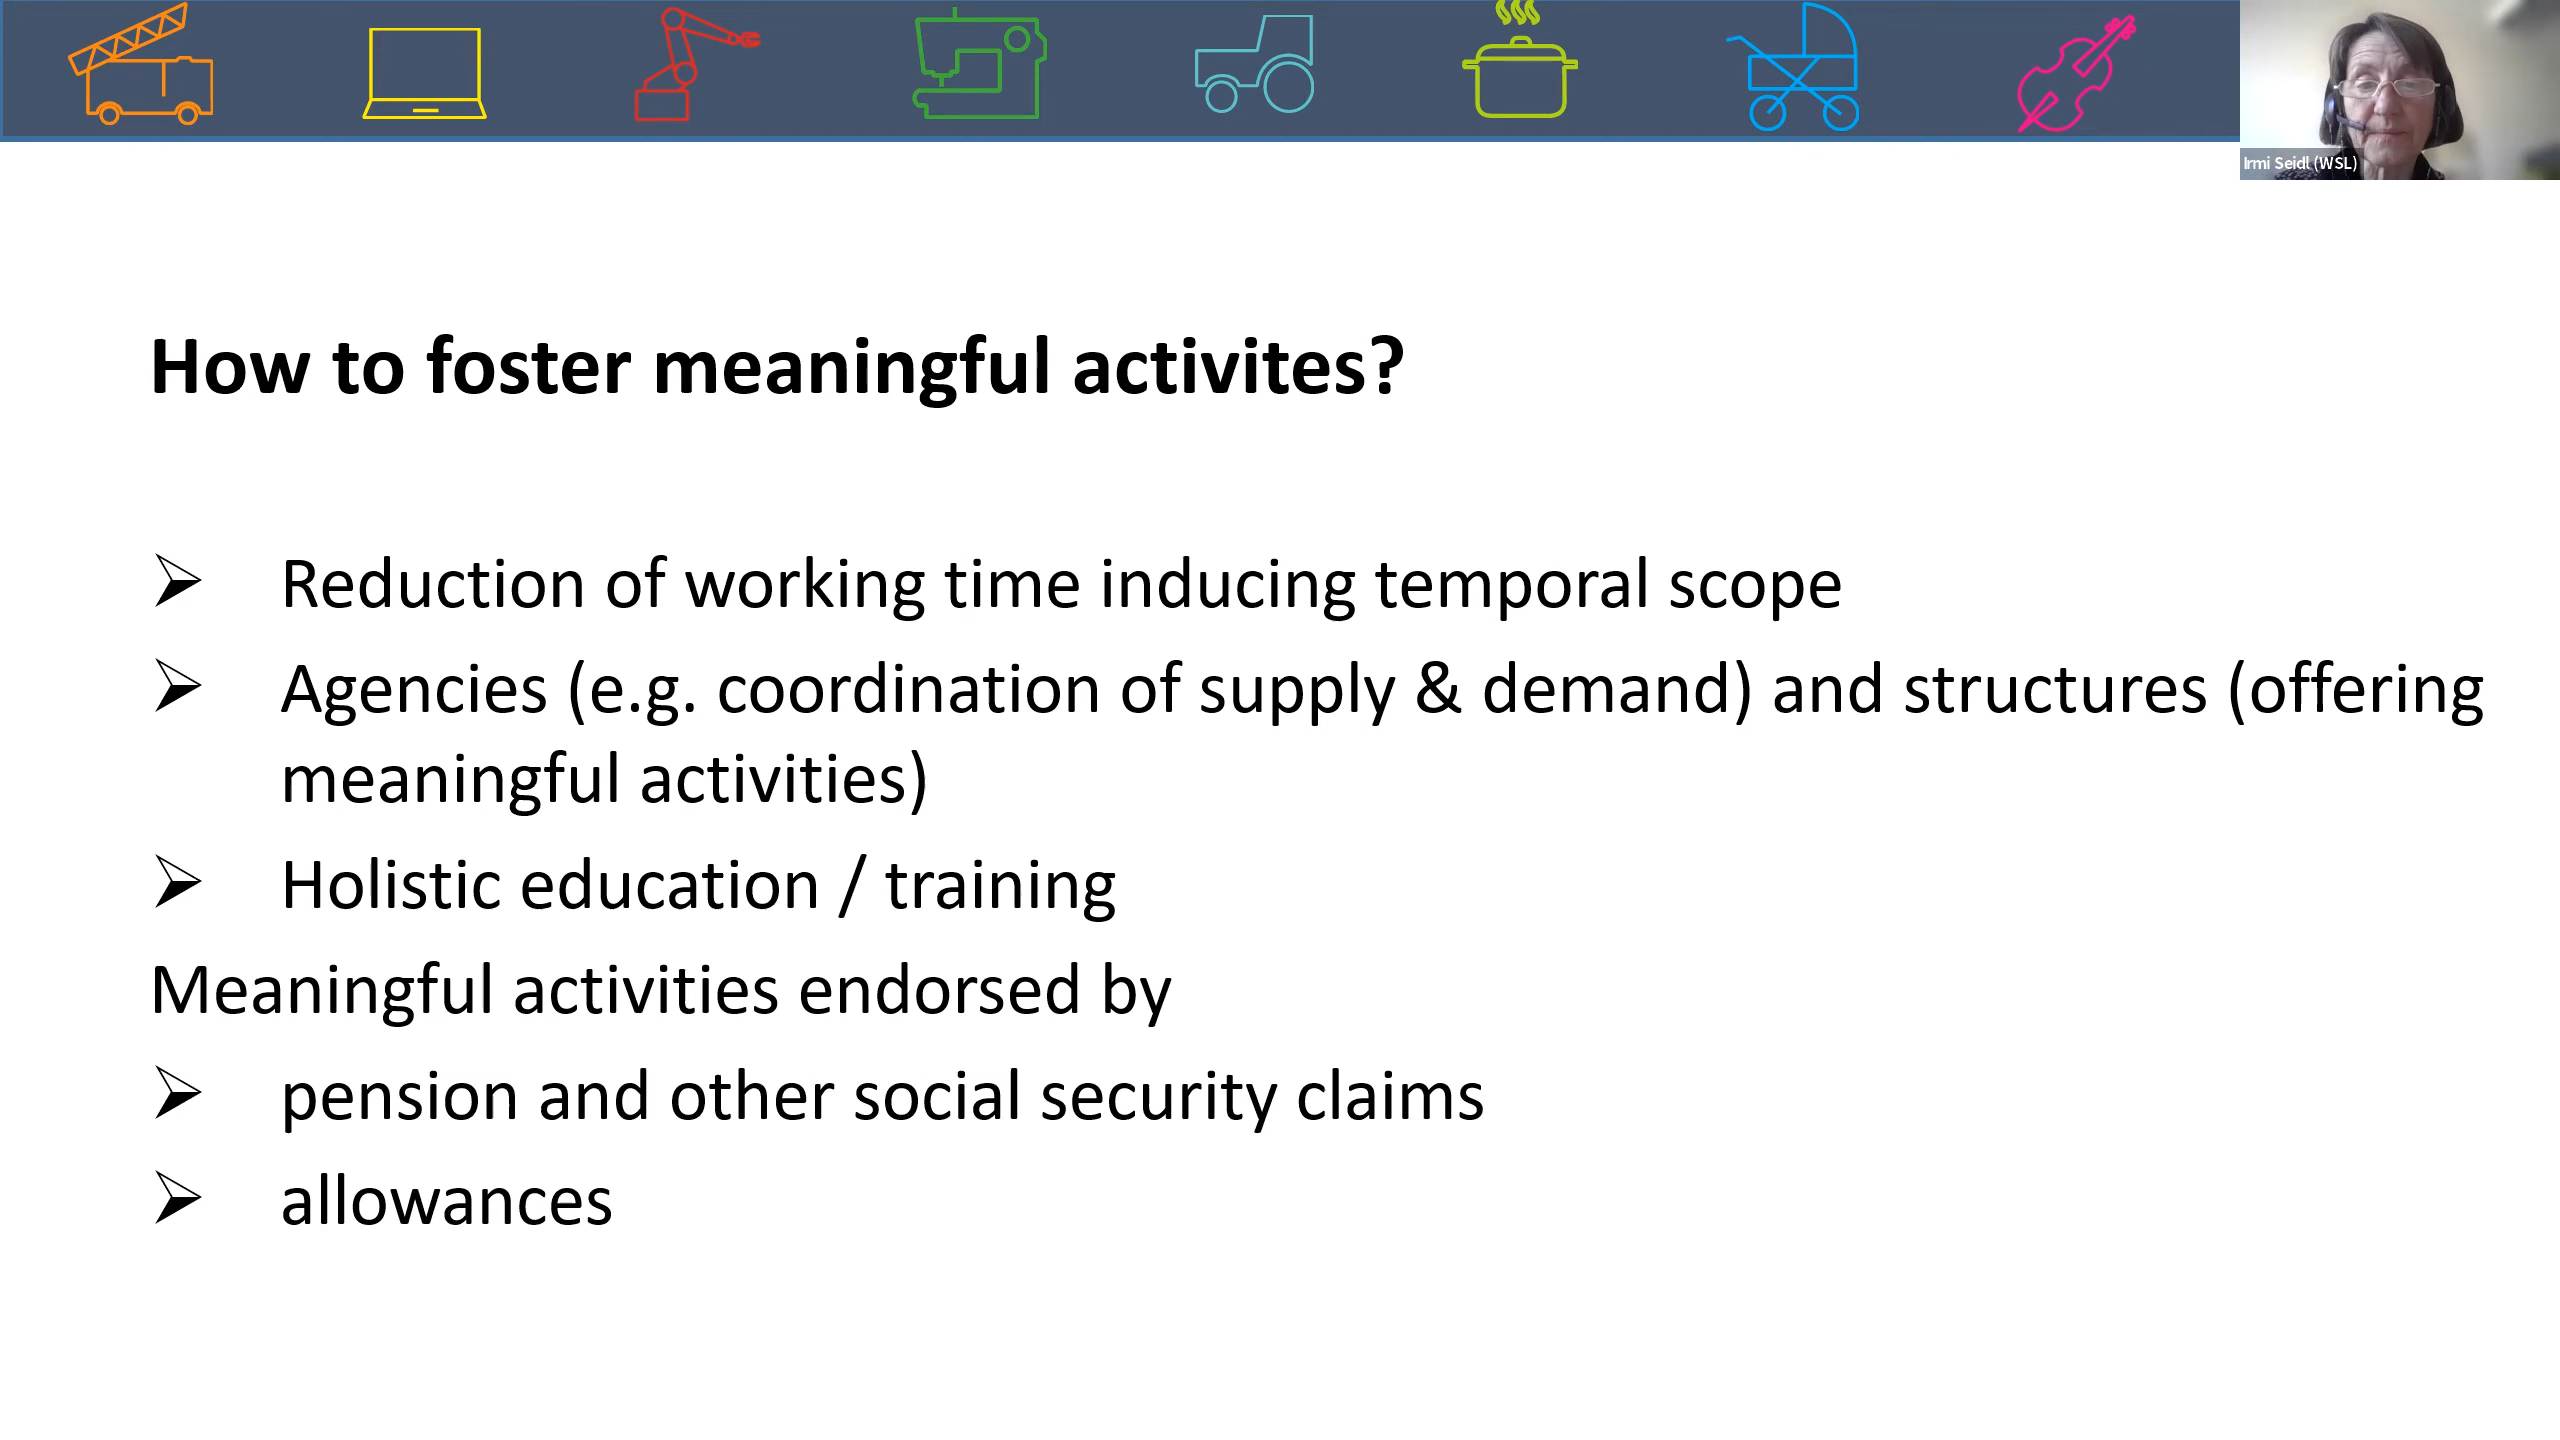 Irmi Seidl (WSL)
How to foster meaningful activites?
➢ Reduction of working time inducing temporal scope
➢ Agencies (e.g. coordination of supply & demand) and structures (offering
meaningful activities)
➢ Holistic education / training
Meaningful activities endorsed by
➢ pension and other social security claims
➢ allowances